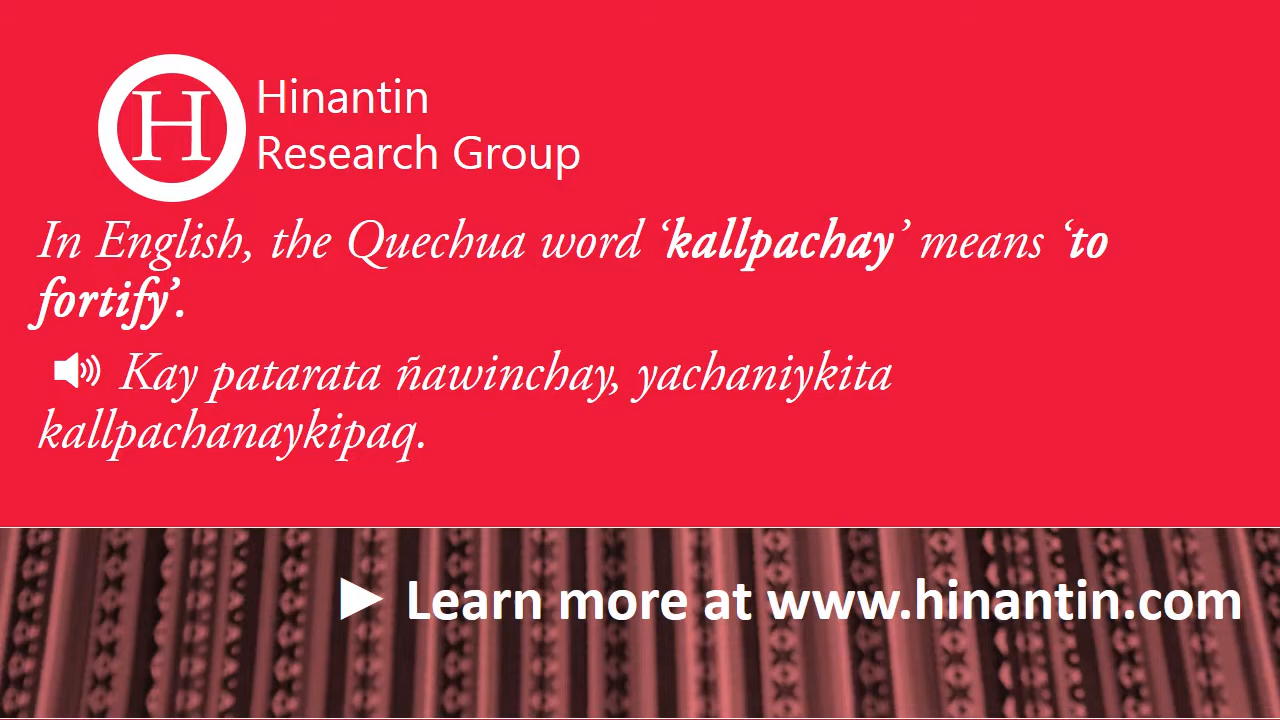 H
Hinantin
Research Group
In English, the Quechua word ‘kallpachay’ means ‘to
fortify’.
Kay patarata ñawinchay, yachaniykita
kallpachanaykipaq.
Learn more at www.hinantin.com